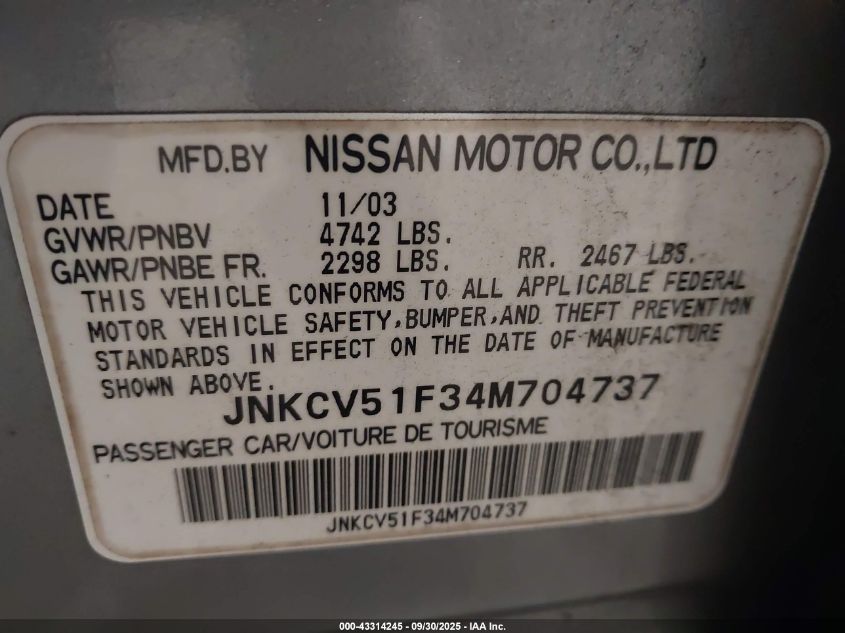 MFD.BY NISSAN MOTOR CO.,LTD
DATE 11/03
GVWR/PNBV 4742 LBS.
GAWR/PNBE FR. 2298 LBS. RR. 2467 LBS.
THIS VEHICLE CONFORMS TO ALL APPLICABLE FEDERAL
MOTOR VEHICLE SAFETY,BUMPER,AND THEFT PREVENTION
STANDARDS IN EFFECT ON THE DATE OF MANUFACTURE
SHOWN ABOVE.
JNKCV51F34M704737
PASSENGER CAR/VOITURE DE TOURISME
JNKCV51F34M704737
000-43314245 - 09/30/2025 - IAA Inc.